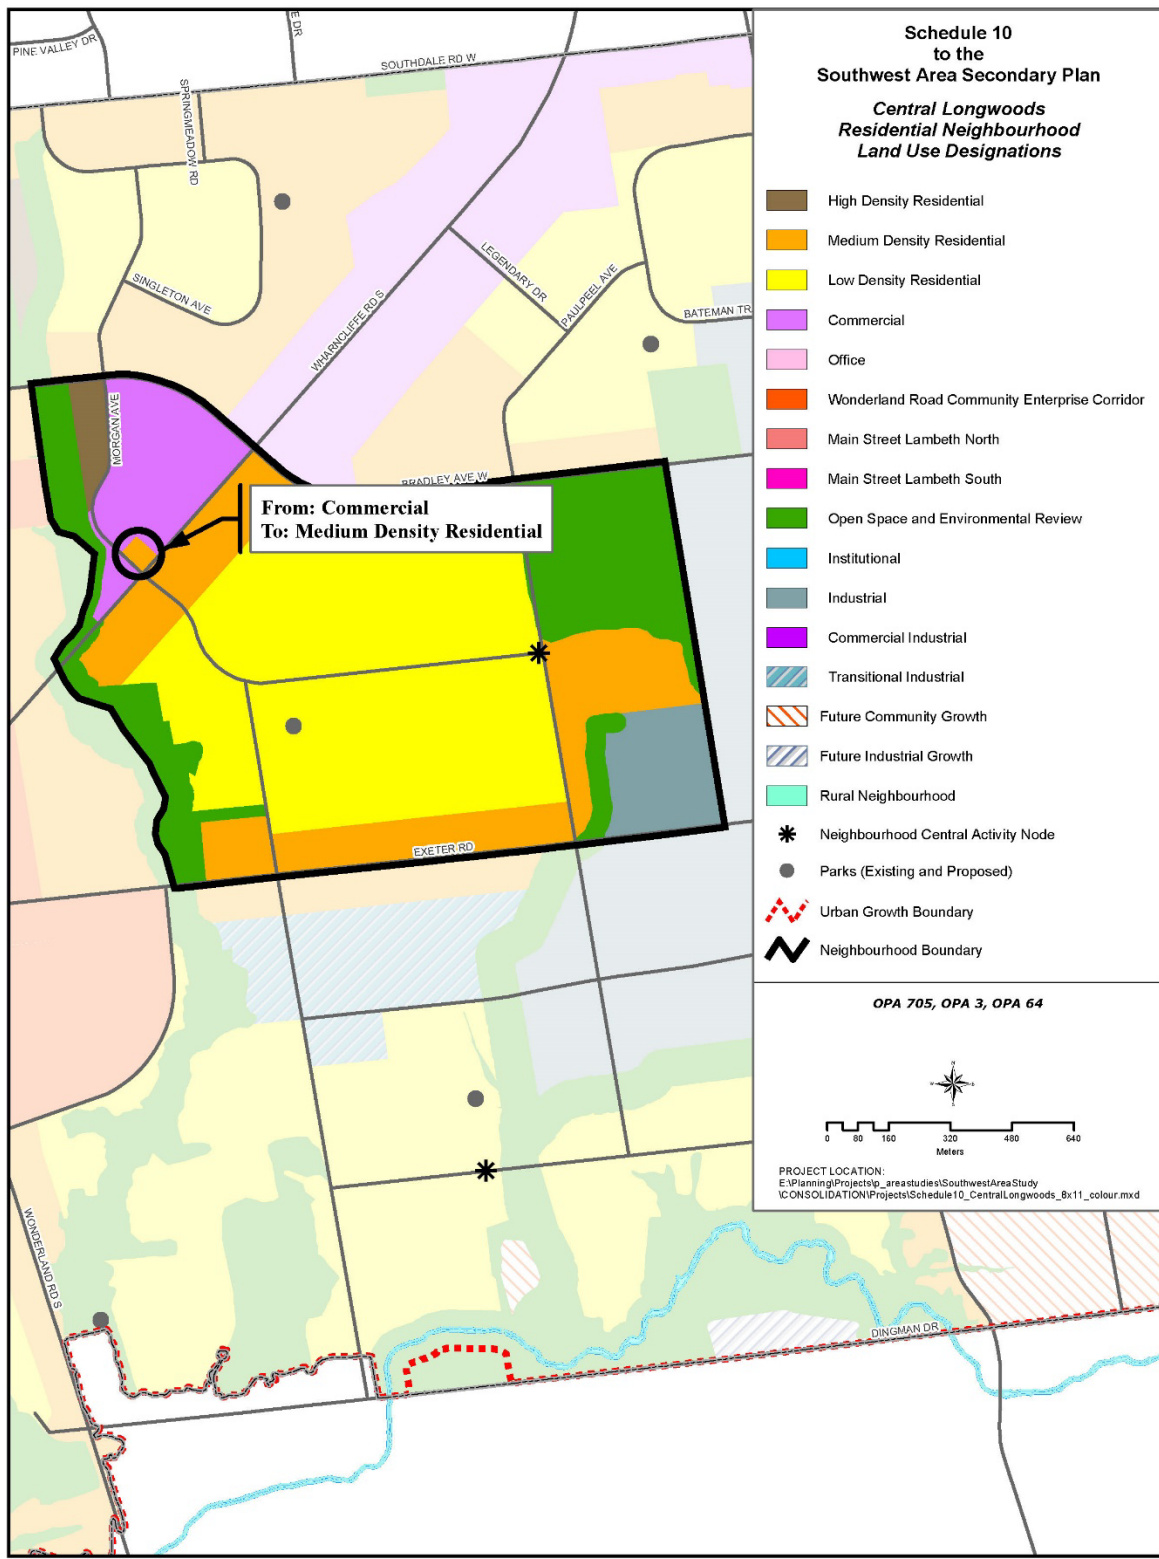 Schedule 10
to the
Southwest Area Secondary Plan
Central Longwoods
Residential Neighbourhood
Land Use Designations
High Density Residential
Medium Density Residential
Low Density Residential
Commercial
Office
Wonderland Road Community Enterprise Corridor
Main Street Lambeth North
Main Street Lambeth South
Open Space and Environmental Review
Institutional
Industrial
Commercial Industrial
Transitional Industrial
Future Community Growth
Future Industrial Growth
Rural Neighbourhood
Neighbourhood Central Activity Node
Parks (Existing and Proposed)
Urban Growth Boundary
Neighbourhood Boundary
OPA 705, OPA 3, OPA 64
N
W
E
S
0 80 160 320 480 640
Meters
PROJECT LOCATION:
E:\Planning\Projects\p_areastudies\SouthwestAreaStudy
\CONSOLIDATION\Projects\Schedule10_CentralLongwoods_8x11_colour.mxd
PINE VALLEY DR
E DR
SOUTHDALE RD W
SPRINGMEADOW RD
SINGLETON AVE
WHARNCLIFFE RD S
LEGENDARY DR
PAULPEEL AVE
BATEMAN TR
MORGAN AVE
BRADLEY AVE W
From: Commercial
To: Medium Density Residential
EXETER RD
WONDERLAND RD S
DINGMAN DR